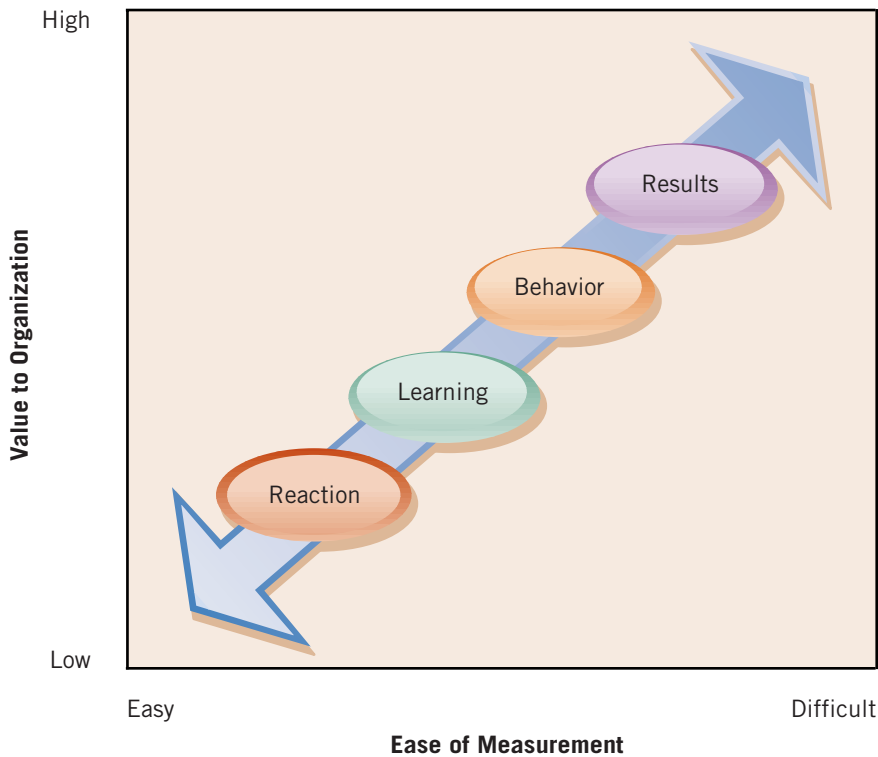 High
Results
Behavior
Value to Organization
Learning
Reaction
Low
Easy
Difficult
Ease of Measurement